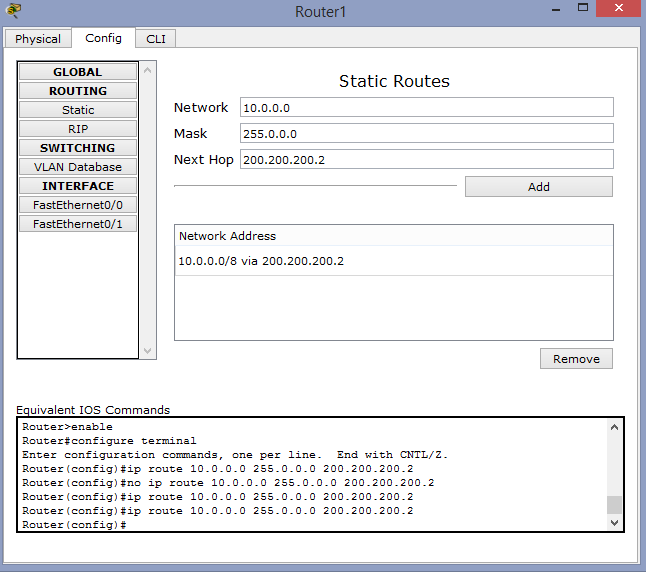 Router1
Physical Config CLI
GLOBAL
ROUTING
Static
RIP
SWITCHING
VLAN Database
INTERFACE
FastEthernet0/0
FastEthernet0/1
Static Routes
Network 10.0.0.0
Mask 255.0.0.0
Next Hop 200.200.200.2
Add
Network Address
10.0.0.0/8 via 200.200.200.2
Remove
Equivalent IOS Commands
Router>enable
Router#configure terminal
Enter configuration commands, one per line.  End with CNTL/Z.
Router(config)#ip route 10.0.0.0 255.0.0.0 200.200.200.2
Router(config)#no ip route 10.0.0.0 255.0.0.0 200.200.200.2
Router(config)#ip route 10.0.0.0 255.0.0.0 200.200.200.2
Router(config)#ip route 10.0.0.0 255.0.0.0 200.200.200.2
Router(config)#